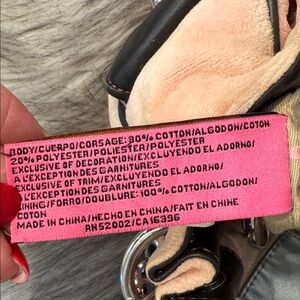 BODY/CUERPO/CORSAGE: 80% COTTON/ALGODON/COTON
20% POLYESTER/POLIESTER/POLYESTER
EXCLUSIVE OF DECORATION/EXCLUYENDO EL ADORNO/
A L'EXCEPTION DES GARNITURES
EXCLUSIVE OF TRIM/EXCLUYENDO EL ADORNO/
A L'EXCEPTION DES GARNITURES
LINING/FORRO/DOUBLURE: 100% COTTON/ALGODON/
COTON
MADE IN CHINA/HECHO EN CHINA/FAIT EN CHINE
RN52002/CA16396